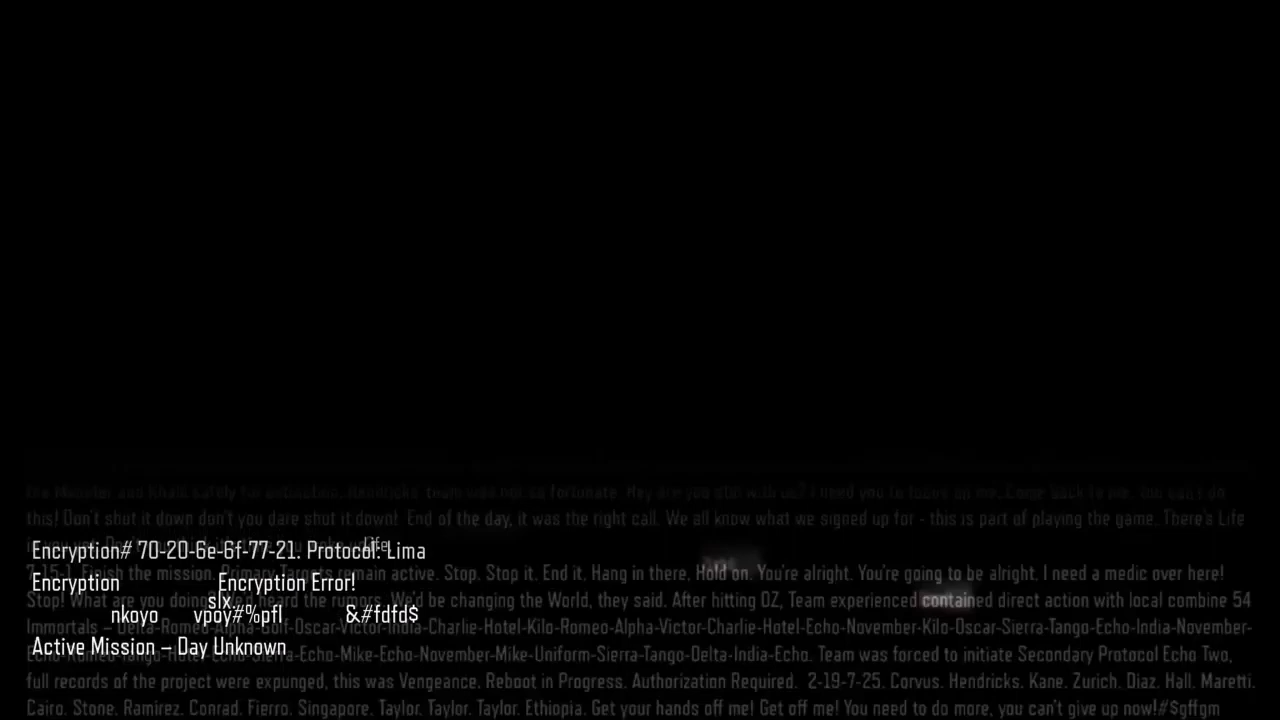 the Minister and Khalil safely for extraction. Hendricks' team was not so fortunate. Hey are you still with us? I need you to focus on me. Come back to me. You can't do
this! Don't shut it down don't you dare shut it down! End of the day, it was the right call. We all know what we signed up for - this is part of playing the game. There's Life
Life
Encryption# 70-20-6e-6f-77-21. Protocol: Lima
7-15-1. Finish the mission. Primary Targets remain active. Stop. Stop it. End it. Hang in there, Hold on. You're alright. You're going to be alright. I need a medic over here!
Encryption Encryption Error!
Stop! What are you doing heard the rumors. We'd be changing the World, they said. After hitting OZ, Team experienced contained direct action with local combine 54
slx
nkoyo vpoy#%pfl &#fdfd$
Immortals – Delta-Romeo-Alpha-Golf-Oscar-Victor-India-Charlie-Hotel-Kilo-Romeo-Alpha-Victor-Charlie-Hotel-Echo-November-Kilo-Oscar-Sierra-Tango-Echo-India-November-
Active Mission – Day Unknown
Echo-Romeo-Tango-Hotel-Echo-Sierra-Echo-Mike-Echo-November-Mike-Uniform-Sierra-Tango-Delta-India-Echo. Team was forced to initiate Secondary Protocol Echo Two,
full records of the project were expunged, this was Vengeance. Reboot in Progress. Authorization Required. 2-19-7-25. Corvus. Hendricks. Kane. Zurich. Diaz. Hall. Maretti.
Cairo. Stone. Ramirez. Conrad. Fierro. Singapore. Taylor. Taylor. Taylor. Ethiopia. Get your hands off me! Get off me! You need to do more, you can't give up now!#$gffgm